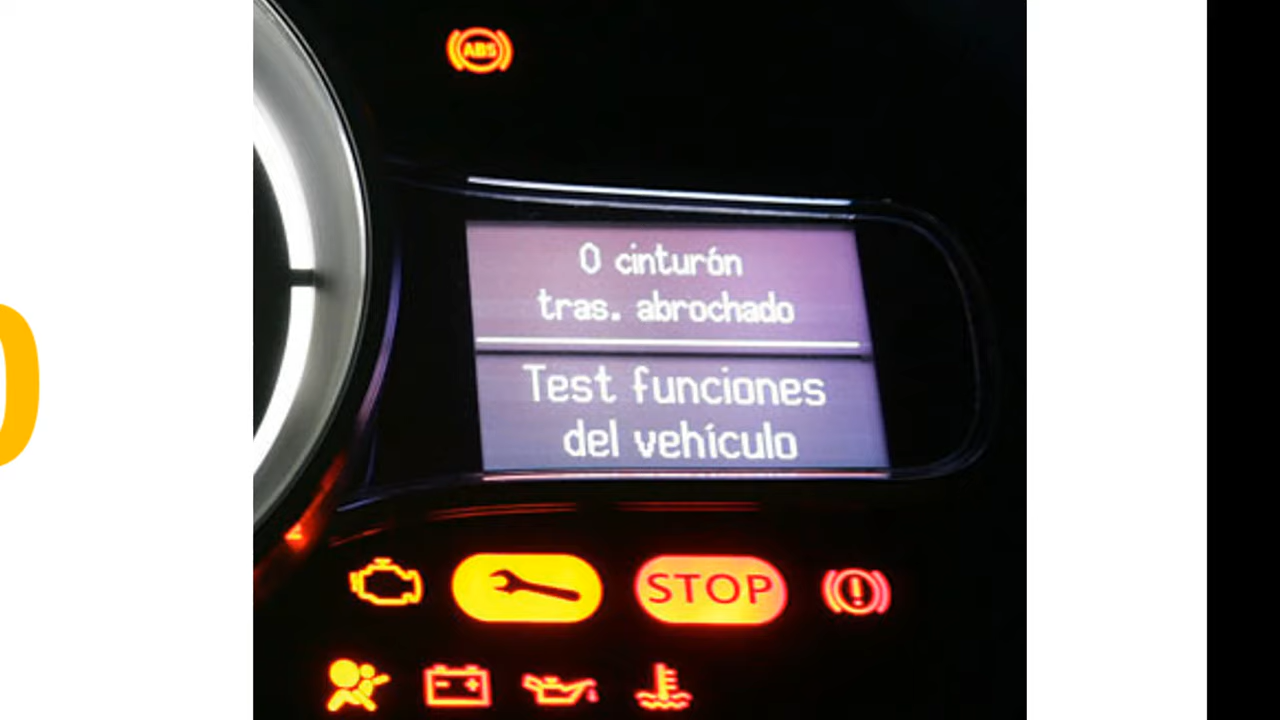 ABS
0 cinturón
tras. abrochado
Test funciones
del vehículo
STOP